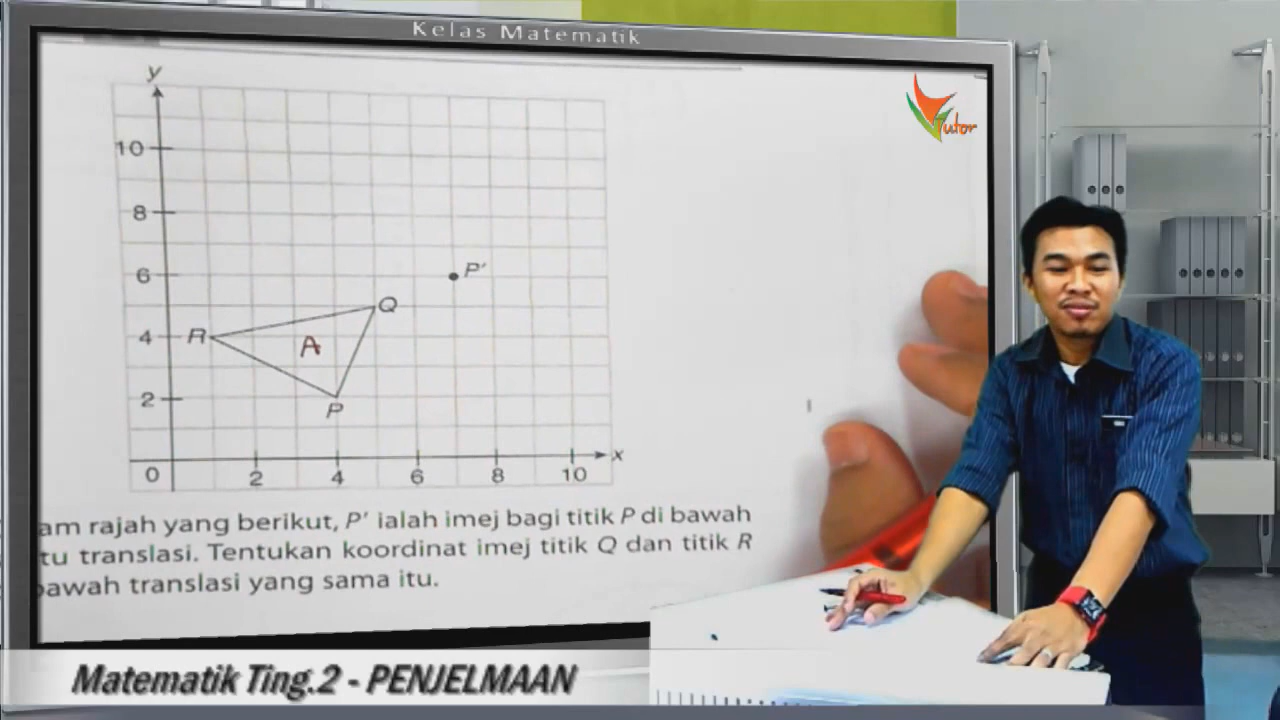 Kelas Matematik
utor
y
10
8
6
P'
Q
4
R
A
2
P
0
2
4
6
8
10
x
am rajah yang berikut, P' ialah imej bagi titik P di bawah
tu translasi. Tentukan koordinat imej titik Q dan titik R
bawah translasi yang sama itu.
Matematik Ting.2 - PENJELMAAN